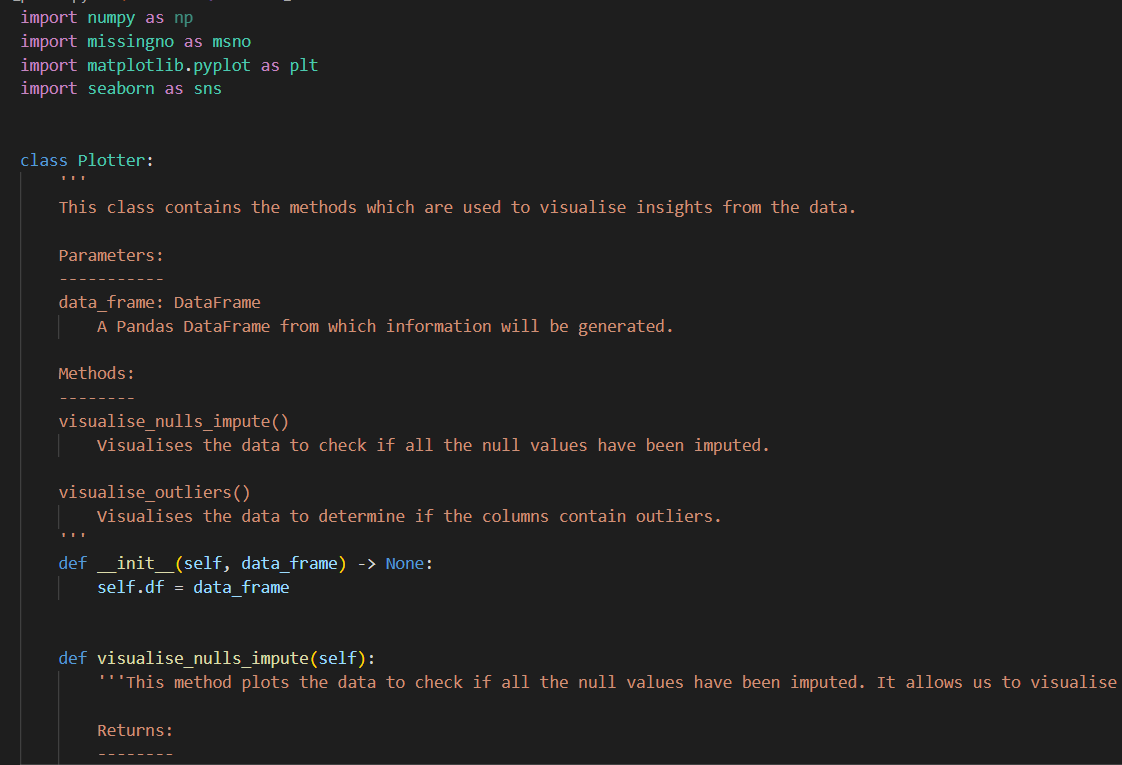 import numpy as np
import missingno as msno
import matplotlib.pyplot as plt
import seaborn as sns
class Plotter:
'''
This class contains the methods which are used to visualise insights from the data.
Parameters:
-----------
data_frame: DataFrame
A Pandas DataFrame from which information will be generated.
Methods:
--------
visualise_nulls_impute()
Visualises the data to check if all the null values have been imputed.
visualise_outliers()
Visualises the data to determine if the columns contain outliers.
'''
def __init__(self, data_frame) -> None:
self.df = data_frame
def visualise_nulls_impute(self):
'''This method plots the data to check if all the null values have been imputed. It allows us to visualise
Returns:
--------